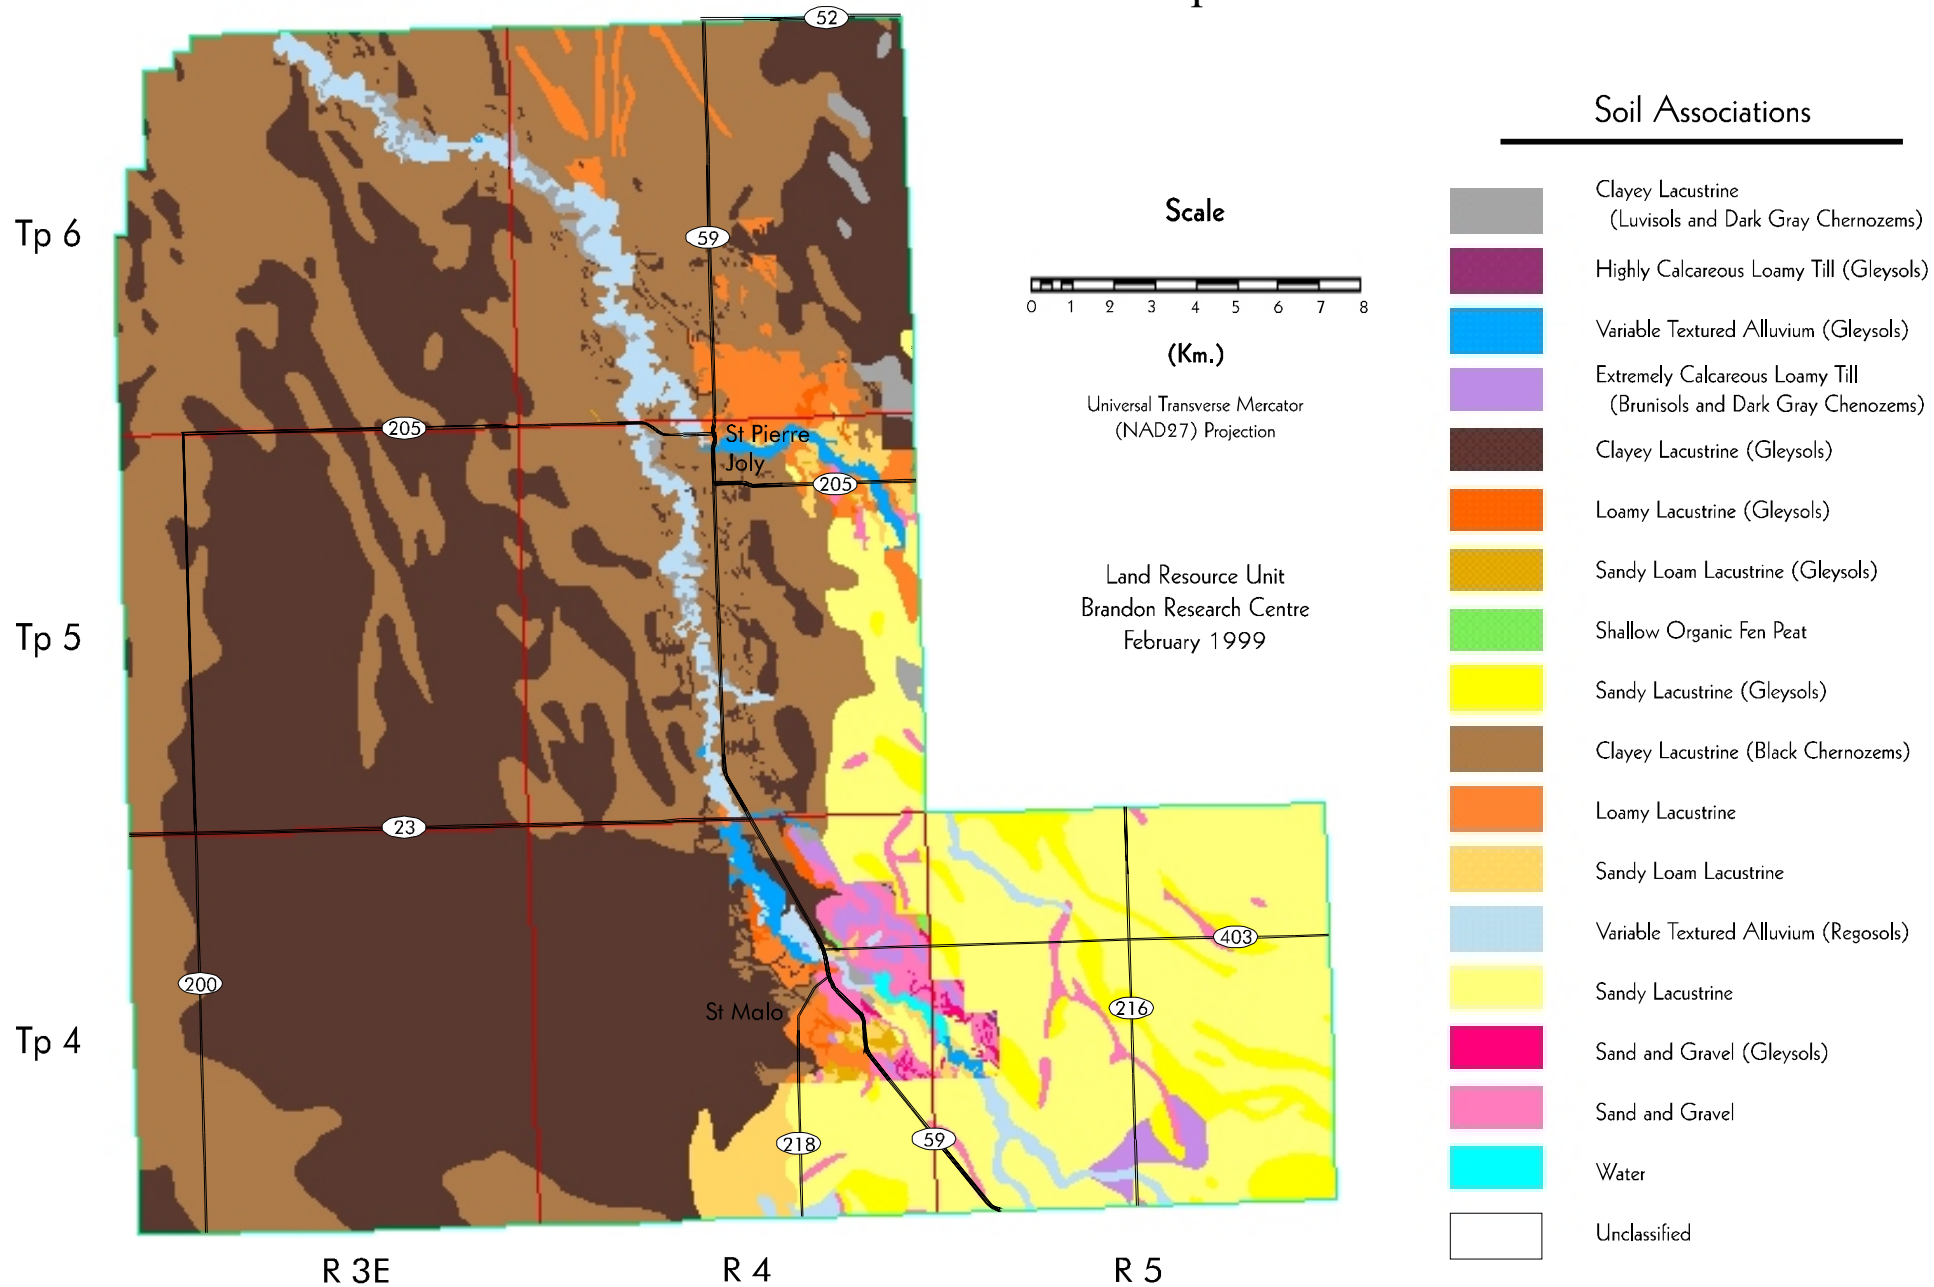 52
59
Tp 6
205
St Pierre
Joly
205
Tp 5
23
403
200
216
St Malo
Tp 4
218
59
R 3E
R 4
R 5
Scale
0 1 2 3 4 5 6 7 8
(Km.)
Universal Transverse Mercator
(NAD27) Projection
Land Resource Unit
Brandon Research Centre
February 1999
Soil Associations
Clayey Lacustrine
(Luvisols and Dark Gray Chernozems)
Highly Calcareous Loamy Till (Gleysols)
Variable Textured Alluvium (Gleysols)
Extremely Calcareous Loamy Till
(Brunisols and Dark Gray Chenozems)
Clayey Lacustrine (Gleysols)
Loamy Lacustrine (Gleysols)
Sandy Loam Lacustrine (Gleysols)
Shallow Organic Fen Peat
Sandy Lacustrine (Gleysols)
Clayey Lacustrine (Black Chernozems)
Loamy Lacustrine
Sandy Loam Lacustrine
Variable Textured Alluvium (Regosols)
Sandy Lacustrine
Sand and Gravel (Gleysols)
Sand and Gravel
Water
Unclassified